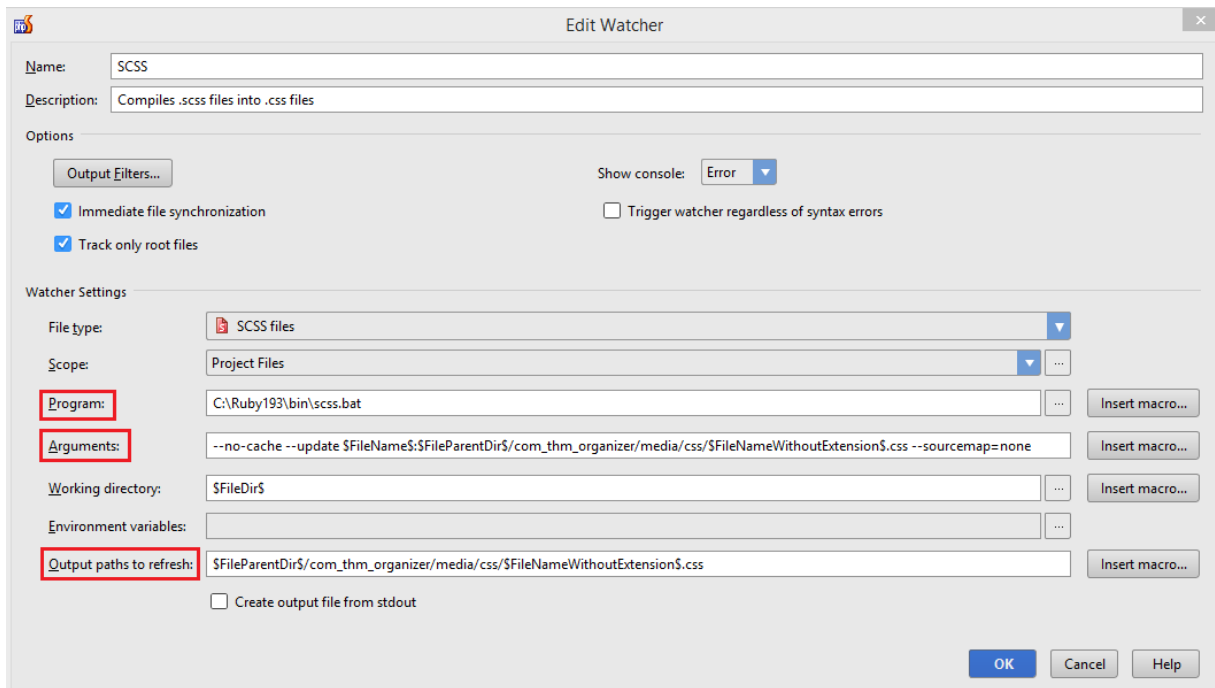 Edit Watcher
Name: SCSS
Description: Compiles .scss files into .css files
Options
Output Filters... Show console: Error
Immediate file synchronization Trigger watcher regardless of syntax errors
Track only root files
Watcher Settings
File type: SCSS files
Scope: Project Files ...
Program: C:\Ruby193\bin\scss.bat ... Insert macro...
Arguments: --no-cache --update $FileName$:$FileParentDir$/com_thm_organizer/media/css/$FileNameWithoutExtension$.css --sourcemap=none Insert macro...
Working directory: $FileDir$ ... Insert macro...
Environment variables: ...
Output paths to refresh: $FileParentDir$/com_thm_organizer/media/css/$FileNameWithoutExtension$.css Insert macro...
Create output file from stdout
OK Cancel Help